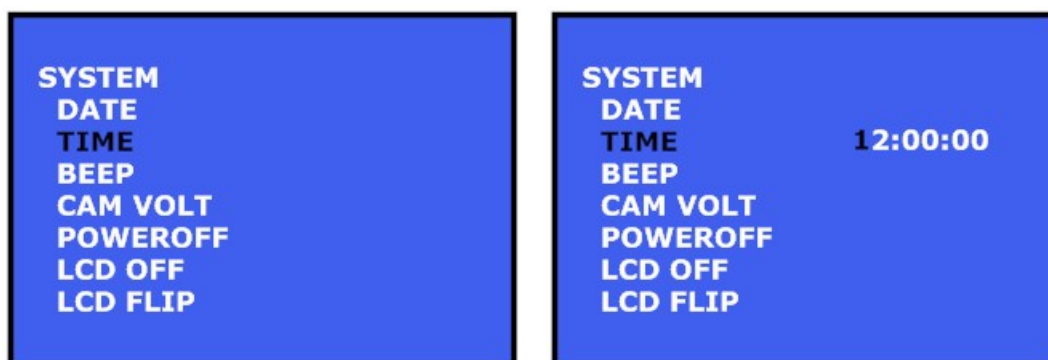 SYSTEM
DATE
TIME
BEEP
CAM VOLT
POWEROFF
LCD OFF
LCD FLIP
SYSTEM
DATE
TIME 12:00:00
BEEP
CAM VOLT
POWEROFF
LCD OFF
LCD FLIP